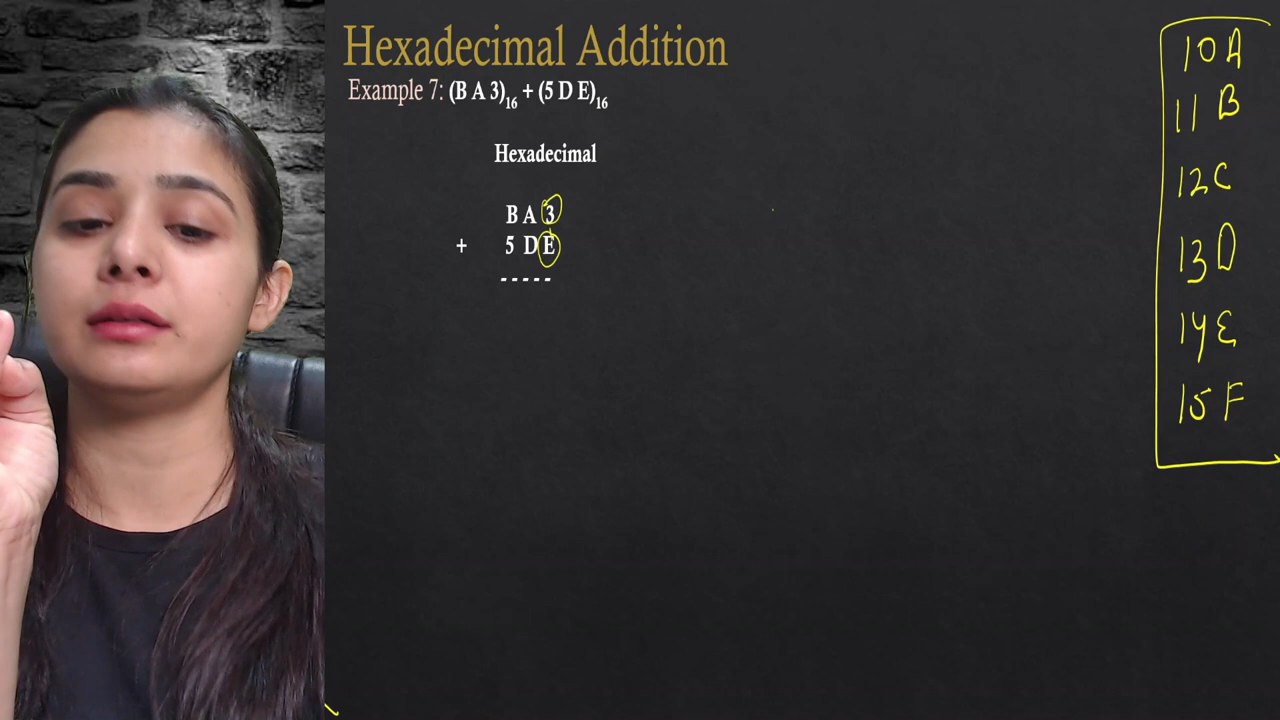 Hexadecimal Addition
Example 7: (B A 3)16 + (5 D E)16
Hexadecimal
B A 3
+ 5 D E
- - - - -
10 A
11 B
12 C
13 D
14 E
15 F